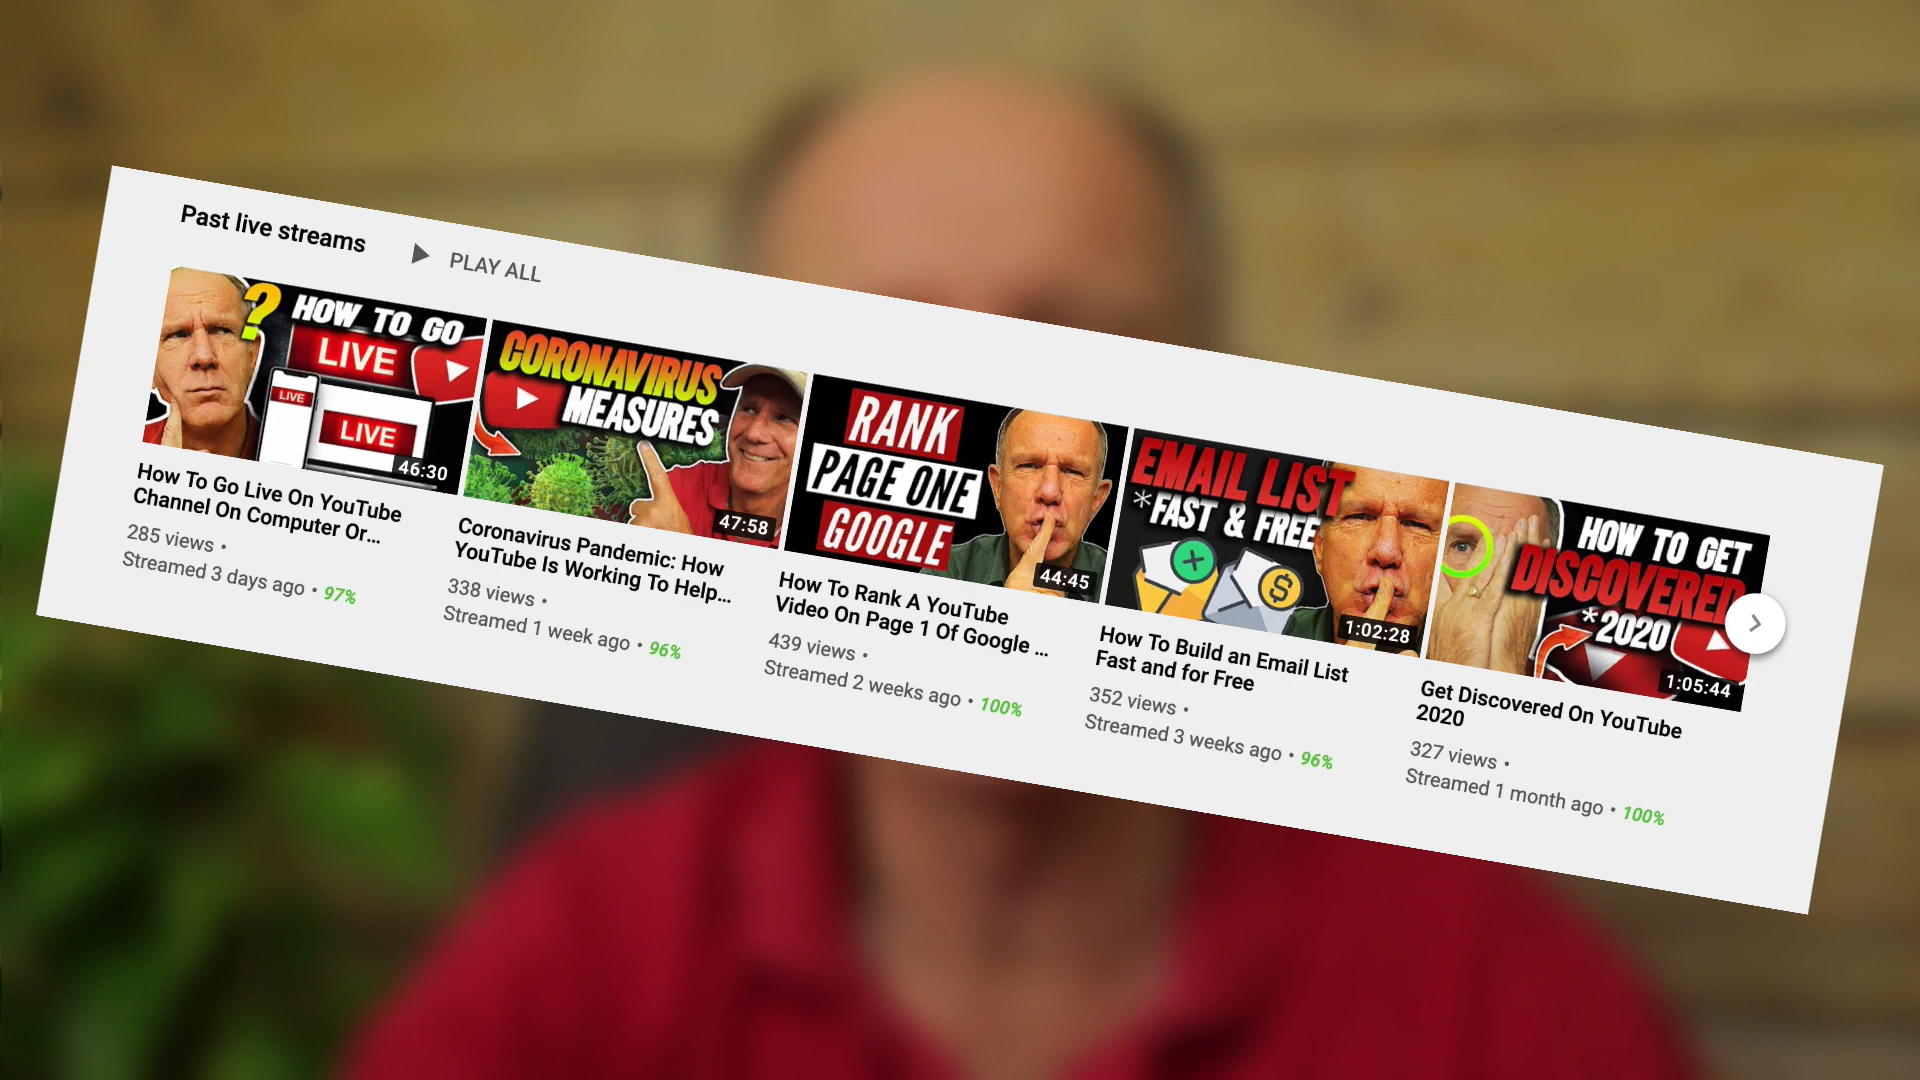 Past live streams
PLAY ALL
? HOW TO GO
LIVE
LIVE
LIVE
46:30
How To Go Live On YouTube
Channel On Computer Or...
285 views •
Streamed 3 days ago • 97%
CORONAVIRUS
MEASURES
47:58
Coronavirus Pandemic: How
YouTube Is Working To Help...
338 views •
Streamed 1 week ago • 96%
RANK
PAGE ONE
GOOGLE
44:45
How To Rank A YouTube
Video On Page 1 Of Google ...
439 views •
Streamed 2 weeks ago • 100%
EMAIL LIST
*FAST & FREE
$
1:02:28
How To Build an Email List
Fast and for Free
352 views •
Streamed 3 weeks ago • 96%
HOW TO GET
DISCOVERED
*2020
1:05:44
Get Discovered On YouTube
2020
327 views •
Streamed 1 month ago • 100%